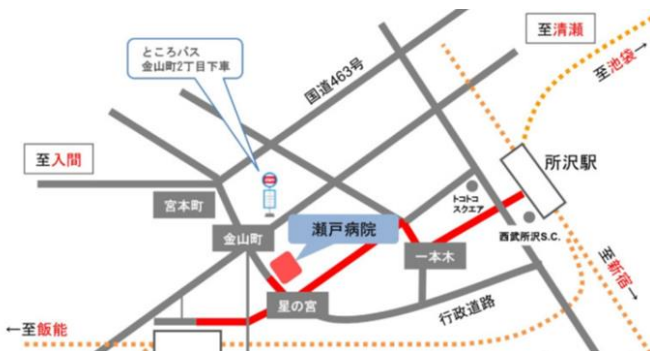 ところバス
金山町2丁目下車
国道463号
至清瀬
至池袋→
至入間
所沢駅
宮本町
トコトコ
スクエア
瀬戸病院
金山町
西武所沢S.C.
一本木
至新宿→
星の宮
行政道路
←至飯能